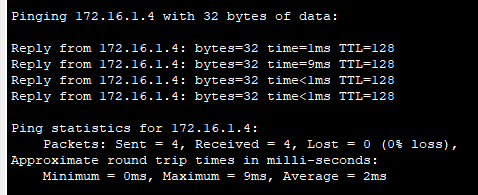 Pinging 172.16.1.4 with 32 bytes of data:
Reply from 172.16.1.4: bytes=32 time=1ms TTL=128
Reply from 172.16.1.4: bytes=32 time=9ms TTL=128
Reply from 172.16.1.4: bytes=32 time<1ms TTL=128
Reply from 172.16.1.4: bytes=32 time<1ms TTL=128
Ping statistics for 172.16.1.4:
Packets: Sent = 4, Received = 4, Lost = 0 (0% loss),
Approximate round trip times in milli-seconds:
Minimum = 0ms, Maximum = 9ms, Average = 2ms